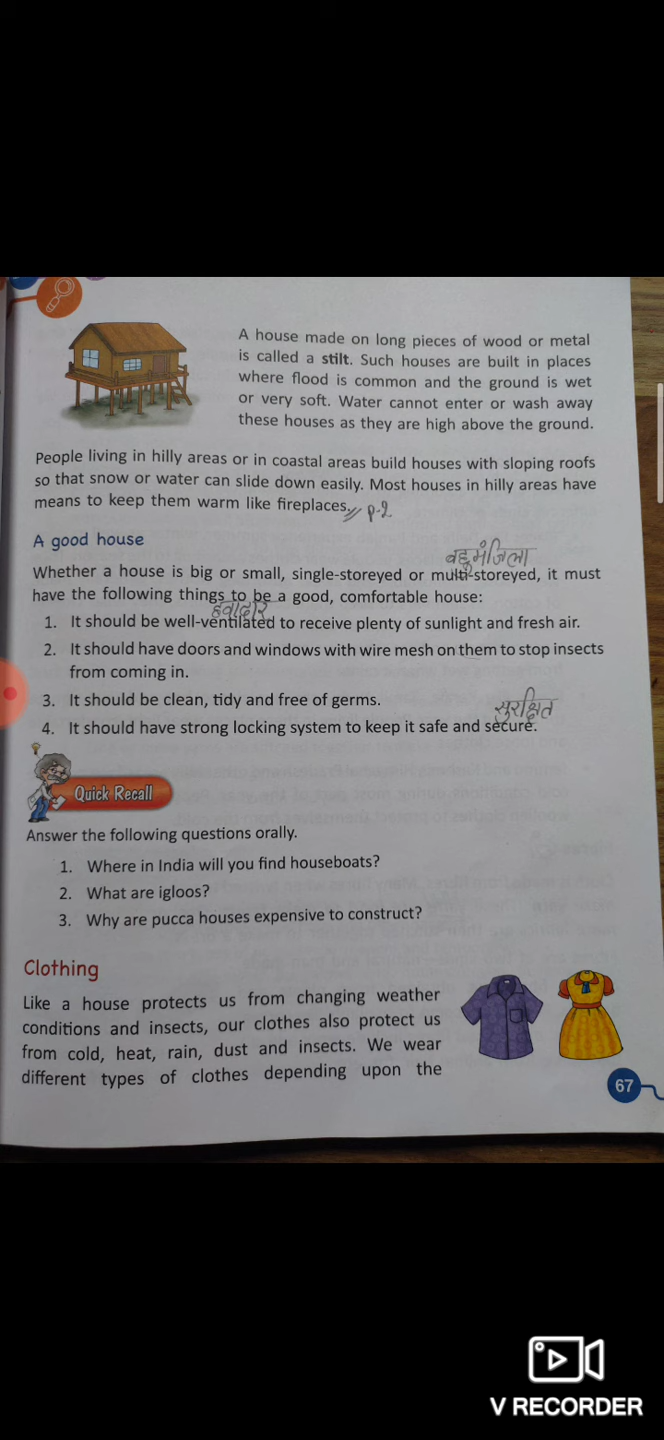 A house made on long pieces of wood or metal
is called a stilt. Such houses are built in places
where flood is common and the ground is wet
or very soft. Water cannot enter or wash away
these houses as they are high above the ground.
People living in hilly areas or in coastal areas build houses with sloping roofs
so that snow or water can slide down easily. Most houses in hilly areas have
means to keep them warm like fireplaces. P-2
A good house
बहुमंजिला
Whether a house is big or small, single-storeyed or multi-storeyed, it must
have the following things to be a good, comfortable house:
हवादार
1. It should be well-ventilated to receive plenty of sunlight and fresh air.
2. It should have doors and windows with wire mesh on them to stop insects
from coming in.
3. It should be clean, tidy and free of germs.
सुरक्षित
4. It should have strong locking system to keep it safe and secure.
Quick Recall
Answer the following questions orally.
1. Where in India will you find houseboats?
2. What are igloos?
3. Why are pucca houses expensive to construct?
Clothing
Like a house protects us from changing weather
conditions and insects, our clothes also protect us
from cold, heat, rain, dust and insects. We wear
different types of clothes depending upon the
67
V RECORDER